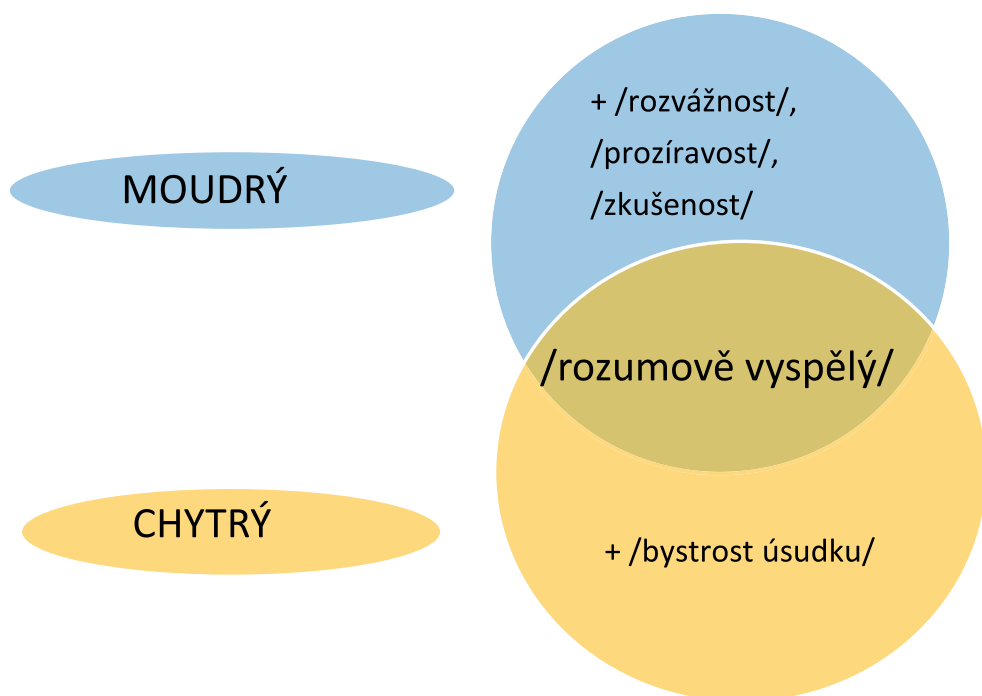 MOUDRÝ
+ /rozvážnost/,
/prozíravost/,
/zkušenost/
/rozumově vyspělý/
CHYTRÝ
+ /bystrost úsudku/